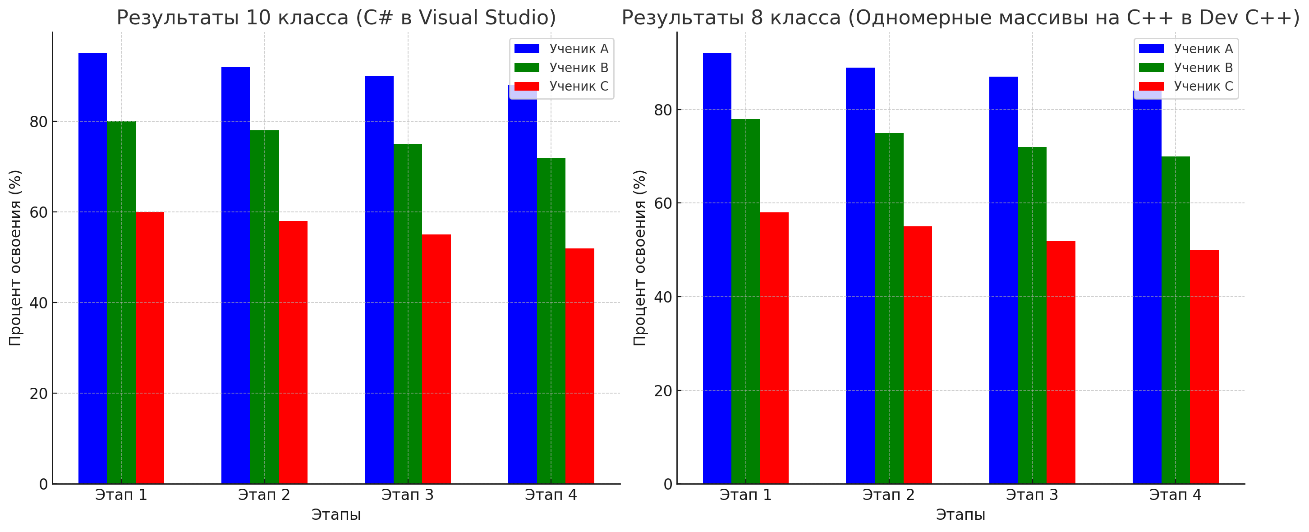 Результаты 10 класса (C# в Visual Studio)
Процент освоения (%)
80
60
40
20
0
Ученик A
Ученик B
Ученик C
Этап 1
Этап 2
Этап 3
Этап 4
Этапы
Результаты 8 класса (Одномерные массивы на C++ в Dev C++)
Процент освоения (%)
80
60
40
20
0
Ученик A
Ученик B
Ученик C
Этап 1
Этап 2
Этап 3
Этап 4
Этапы